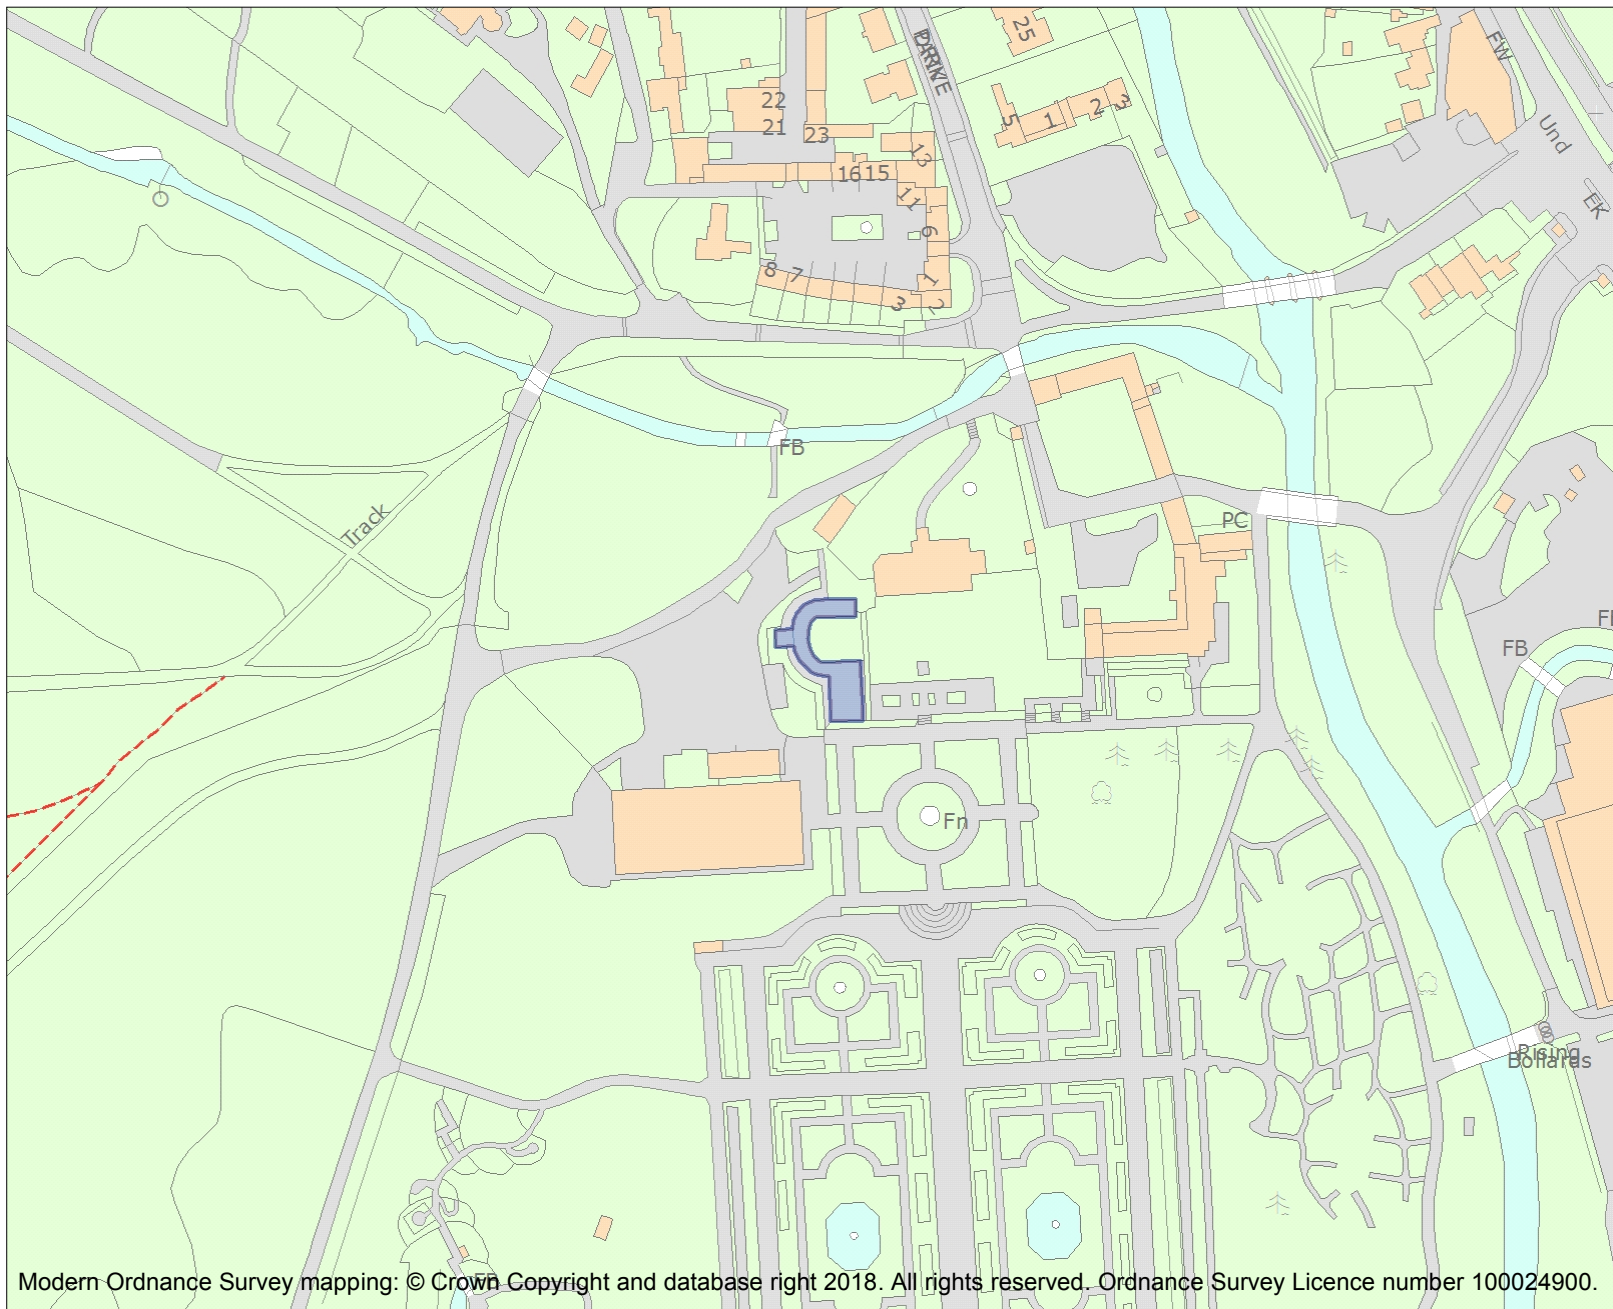 25
FW
22
21
23
5
1
2
3
Und
13
16 15
11
EK
6
8
7
1
3
2
FB
Track
PC
FB
Fn
Rising
Bollards
FB
Modern Ordnance Survey mapping: © Crown Copyright and database right 2018. All rights reserved. Ordnance Survey Licence number 100024900.